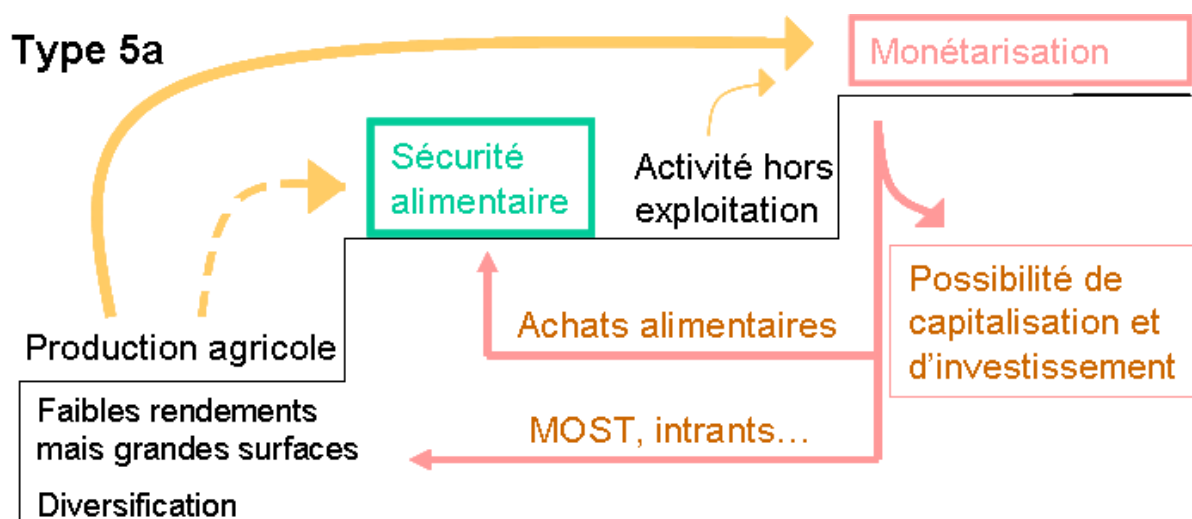 Type 5a
Monétarisation
Sécurité
alimentaire
Activité hors
exploitation
Possibilité de
capitalisation et
d'investissement
Achats alimentaires
Production agricole
Faibles rendements
mais grandes surfaces
MOST, intrants...
Diversification